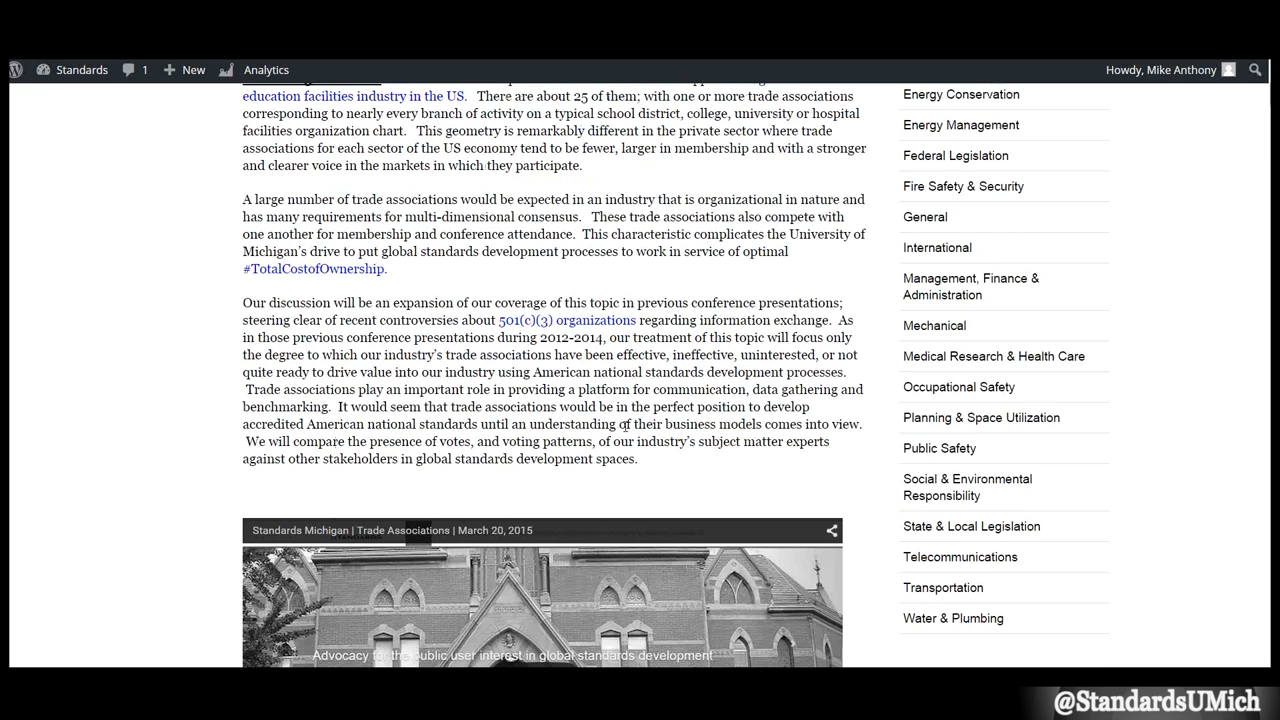 Standards 1 New Analytics Howdy, Mike Anthony
education facilities industry in the US. There are about 25 of them; with one or more trade associations
corresponding to nearly every branch of activity on a typical school district, college, university or hospital
facilities organization chart. This geometry is remarkably different in the private sector where trade
associations for each sector of the US economy tend to be fewer, larger in membership and with a stronger
and clearer voice in the markets in which they participate.
A large number of trade associations would be expected in an industry that is organizational in nature and
has many requirements for multi-dimensional consensus. These trade associations also compete with
one another for membership and conference attendance. This characteristic complicates the University of
Michigan's drive to put global standards development processes to work in service of optimal
#TotalCostofOwnership.
Our discussion will be an expansion of our coverage of this topic in previous conference presentations;
steering clear of recent controversies about 501(c)(3) organizations regarding information exchange. As
in those previous conference presentations during 2012-2014, our treatment of this topic will focus only
the degree to which our industry's trade associations have been effective, ineffective, uninterested, or not
quite ready to drive value into our industry using American national standards development processes.
Trade associations play an important role in providing a platform for communication, data gathering and
benchmarking. It would seem that trade associations would be in the perfect position to develop
accredited American national standards until an understanding of their business models comes into view.
We will compare the presence of votes, and voting patterns, of our industry's subject matter experts
against other stakeholders in global standards development spaces.
Standards Michigan | Trade Associations | March 20, 2015
Advocacy for the public user interest in global standards development
Energy Conservation
Energy Management
Federal Legislation
Fire Safety & Security
General
International
Management, Finance &
Administration
Mechanical
Medical Research & Health Care
Occupational Safety
Planning & Space Utilization
Public Safety
Social & Environmental
Responsibility
State & Local Legislation
Telecommunications
Transportation
Water & Plumbing
@StandardsUMich